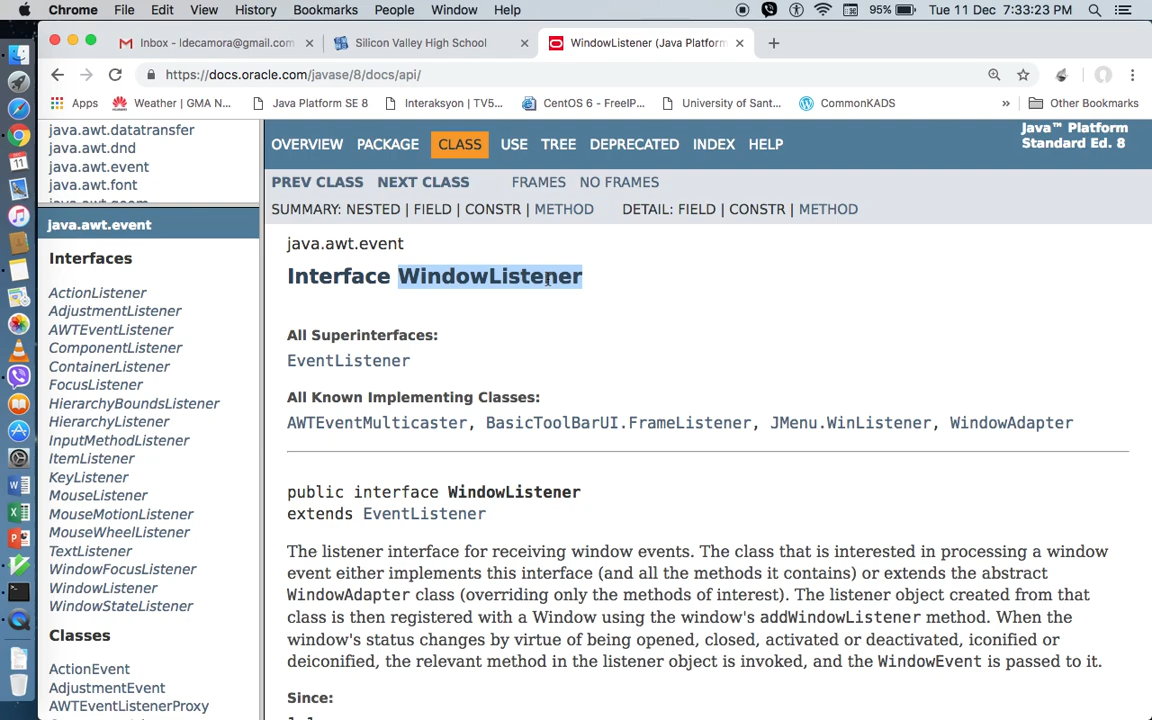 Chrome File Edit View History Bookmarks People Window Help 95% Tue 11 Dec 7:33:23 PM
Inbox - ldecamora@gmail.com Silicon Valley High School WindowListener (Java Platform
https://docs.oracle.com/javase/8/docs/api/
Apps Weather | GMA N... Java Platform SE 8 Interaksyon | TV5... CentOS 6 - FreeIP... University of Sant... CommonKADS » Other Bookmarks
java.awt.datatransfer
java.awt.dnd
java.awt.event
java.awt.font
java.awt.geom
java.awt.event
Interfaces
ActionListener
AdjustmentListener
AWTEventListener
ComponentListener
ContainerListener
FocusListener
HierarchyBoundsListener
HierarchyListener
InputMethodListener
ItemListener
KeyListener
MouseListener
MouseMotionListener
MouseWheelListener
TextListener
WindowFocusListener
WindowListener
WindowStateListener
Classes
ActionEvent
AdjustmentEvent
AWTEventListenerProxy
OVERVIEW PACKAGE CLASS USE TREE DEPRECATED INDEX HELP
Java™ Platform
Standard Ed. 8
PREV CLASS NEXT CLASS FRAMES NO FRAMES
SUMMARY: NESTED | FIELD | CONSTR | METHOD DETAIL: FIELD | CONSTR | METHOD
java.awt.event
Interface WindowListener
All Superinterfaces:
EventListener
All Known Implementing Classes:
AWTEventMulticaster, BasicToolBarUI.FrameListener, JMenu.WinListener, WindowAdapter
public interface WindowListener
extends EventListener
The listener interface for receiving window events. The class that is interested in processing a window
event either implements this interface (and all the methods it contains) or extends the abstract
WindowAdapter class (overriding only the methods of interest). The listener object created from that
class is then registered with a Window using the window's addWindowListener method. When the
window's status changes by virtue of being opened, closed, activated or deactivated, iconified or
deiconified, the relevant method in the listener object is invoked, and the WindowEvent is passed to it.
Since: